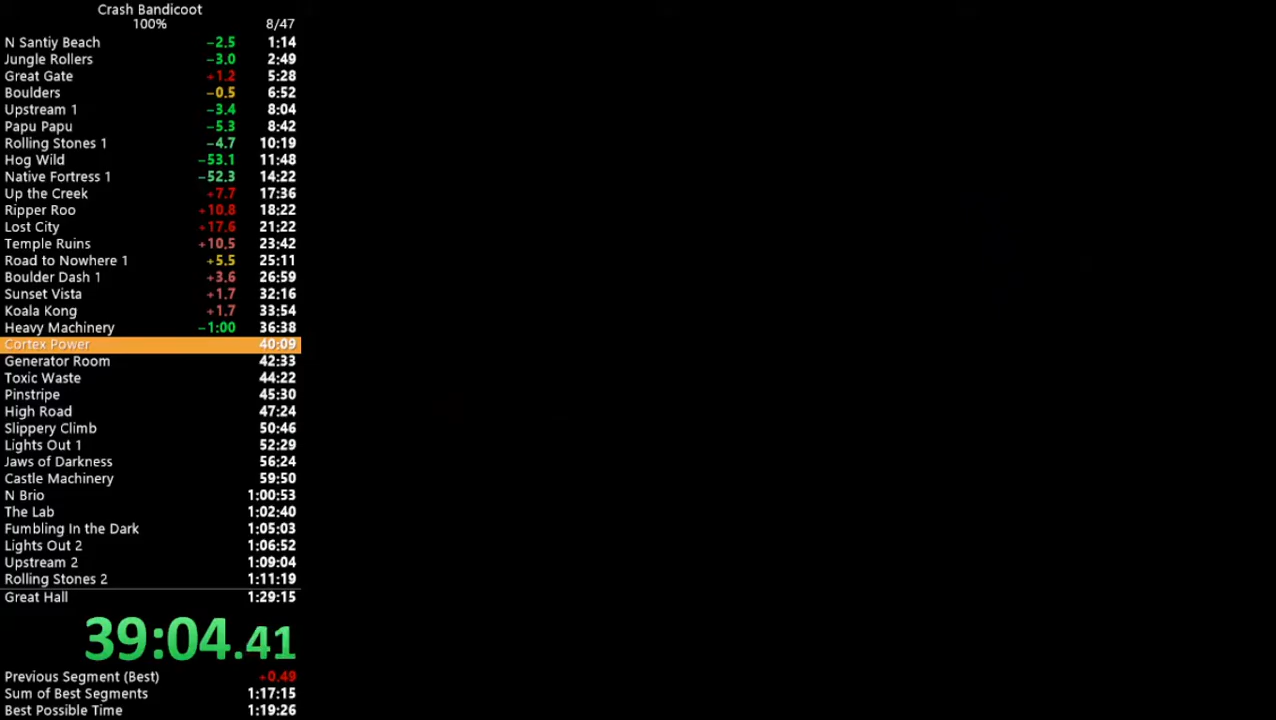 Crash Bandicoot
100% 8/47
N Santiy Beach −2.5 1:14
Jungle Rollers −3.0 2:49
Great Gate +1.2 5:28
Boulders −0.5 6:52
Upstream 1 −3.4 8:04
Papu Papu −5.3 8:42
Rolling Stones 1 −4.7 10:19
Hog Wild −53.1 11:48
Native Fortress 1 −52.3 14:22
Up the Creek +7.7 17:36
Ripper Roo +10.8 18:22
Lost City +17.6 21:22
Temple Ruins +10.5 23:42
Road to Nowhere 1 +5.5 25:11
Boulder Dash 1 +3.6 26:59
Sunset Vista +1.7 32:16
Koala Kong +1.7 33:54
Heavy Machinery −1:00 36:38
Cortex Power 40:09
Generator Room 42:33
Toxic Waste 44:22
Pinstripe 45:30
High Road 47:24
Slippery Climb 50:46
Lights Out 1 52:29
Jaws of Darkness 56:24
Castle Machinery 59:50
N Brio 1:00:53
The Lab 1:02:40
Fumbling In the Dark 1:05:03
Lights Out 2 1:06:52
Upstream 2 1:09:04
Rolling Stones 2 1:11:19
Great Hall 1:29:15
39:04.41
Previous Segment (Best) +0.49
Sum of Best Segments 1:17:15
Best Possible Time 1:19:26